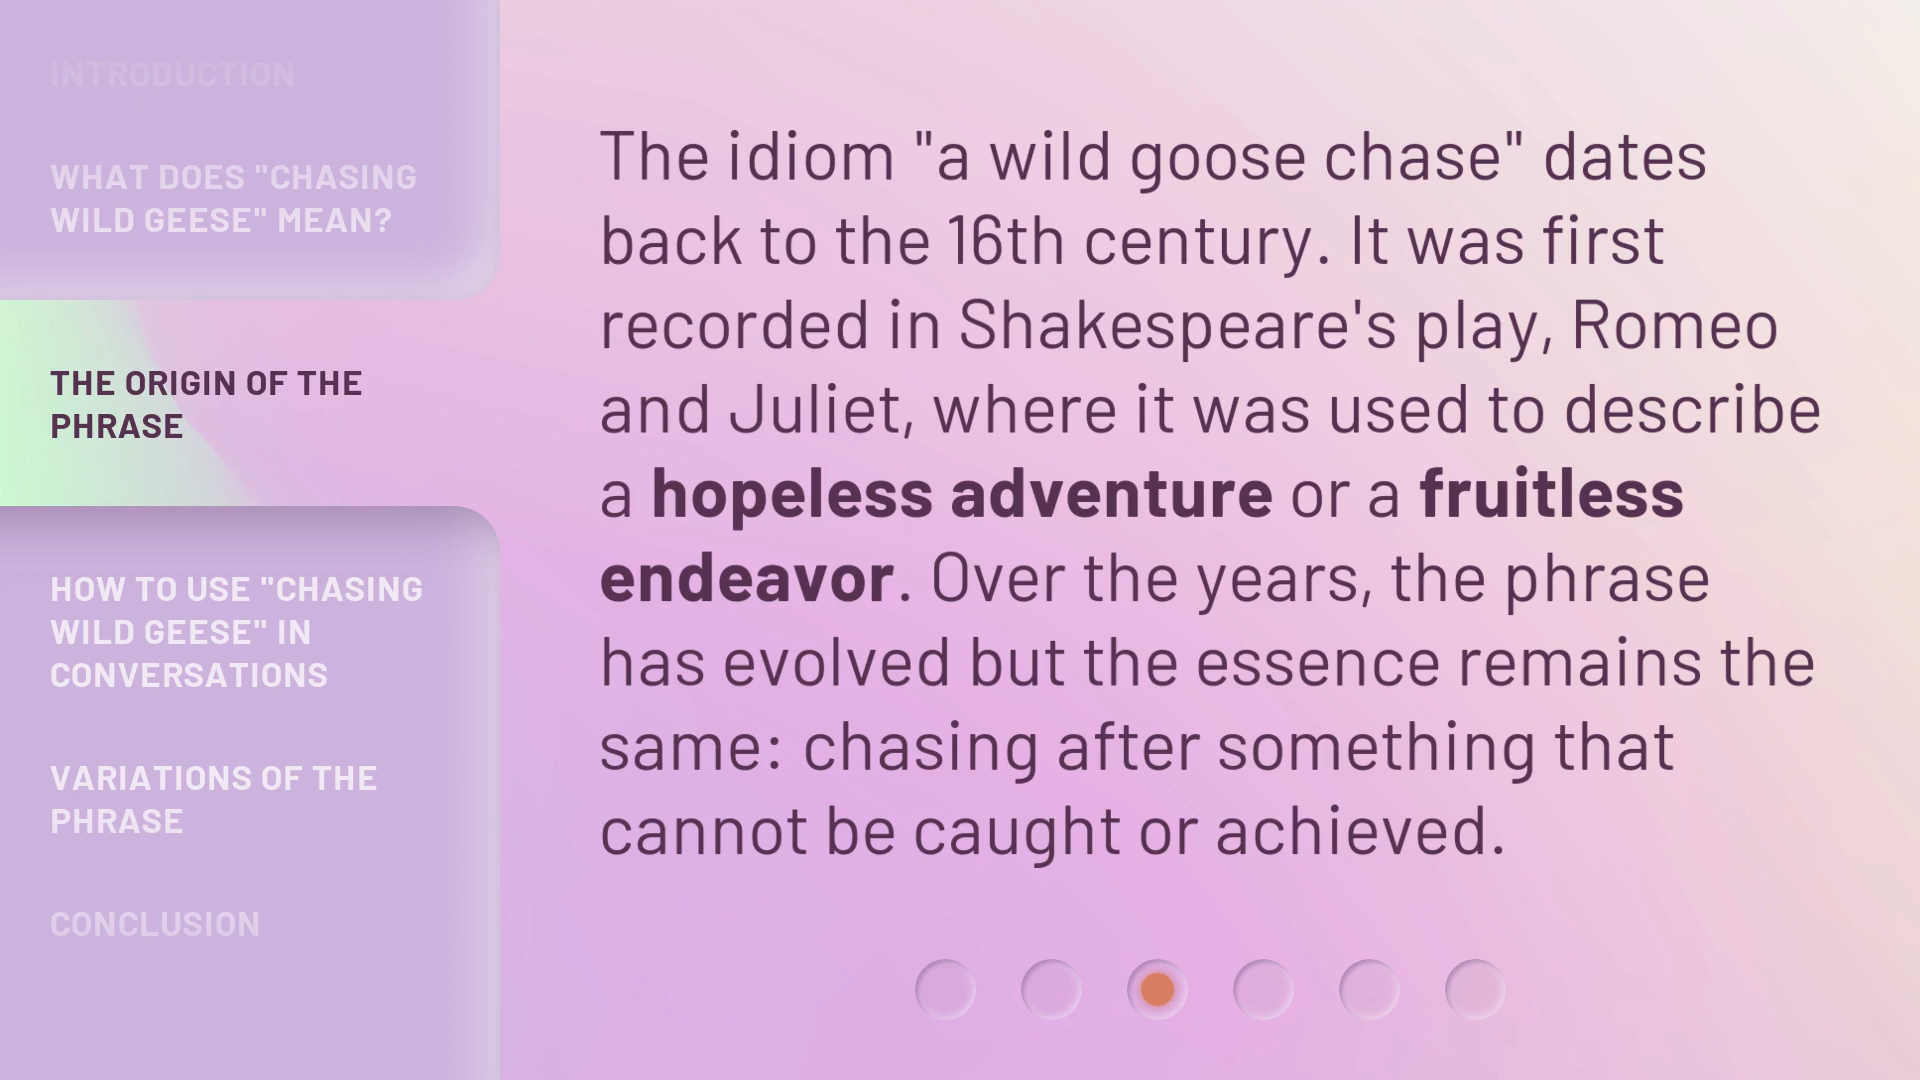 INTRODUCTION
WHAT DOES "CHASING
WILD GEESE" MEAN?
THE ORIGIN OF THE
PHRASE
HOW TO USE "CHASING
WILD GEESE" IN
CONVERSATIONS
VARIATIONS OF THE
PHRASE
CONCLUSION
The idiom "a wild goose chase" dates
back to the 16th century. It was first
recorded in Shakespeare's play, Romeo
and Juliet, where it was used to describe
a hopeless adventure or a fruitless
endeavor. Over the years, the phrase
has evolved but the essence remains the
same: chasing after something that
cannot be caught or achieved.